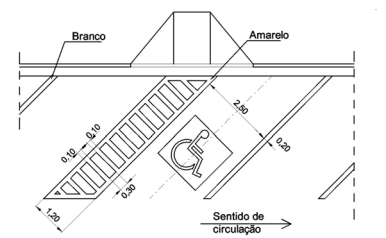 Branco
Amarelo
0,10
0,10
2,50
0,20
0,30
1,20
Sentido de
circulação